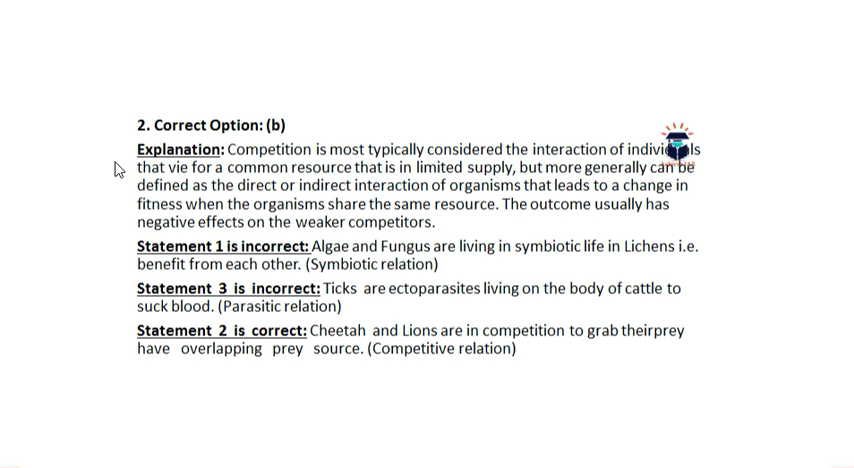 2. Correct Option: (b)
Explanation: Competition is most typically considered the interaction of individuals
that vie for a common resource that is in limited supply, but more generally can be
defined as the direct or indirect interaction of organisms that leads to a change in
fitness when the organisms share the same resource. The outcome usually has
negative effects on the weaker competitors.
Statement 1 is incorrect: Algae and Fungus are living in symbiotic life in Lichens i.e.
benefit from each other. (Symbiotic relation)
Statement 3 is incorrect: Ticks are ectoparasites living on the body of cattle to
suck blood. (Parasitic relation)
Statement 2 is correct: Cheetah and Lions are in competition to grab theirprey
have overlapping prey source. (Competitive relation)